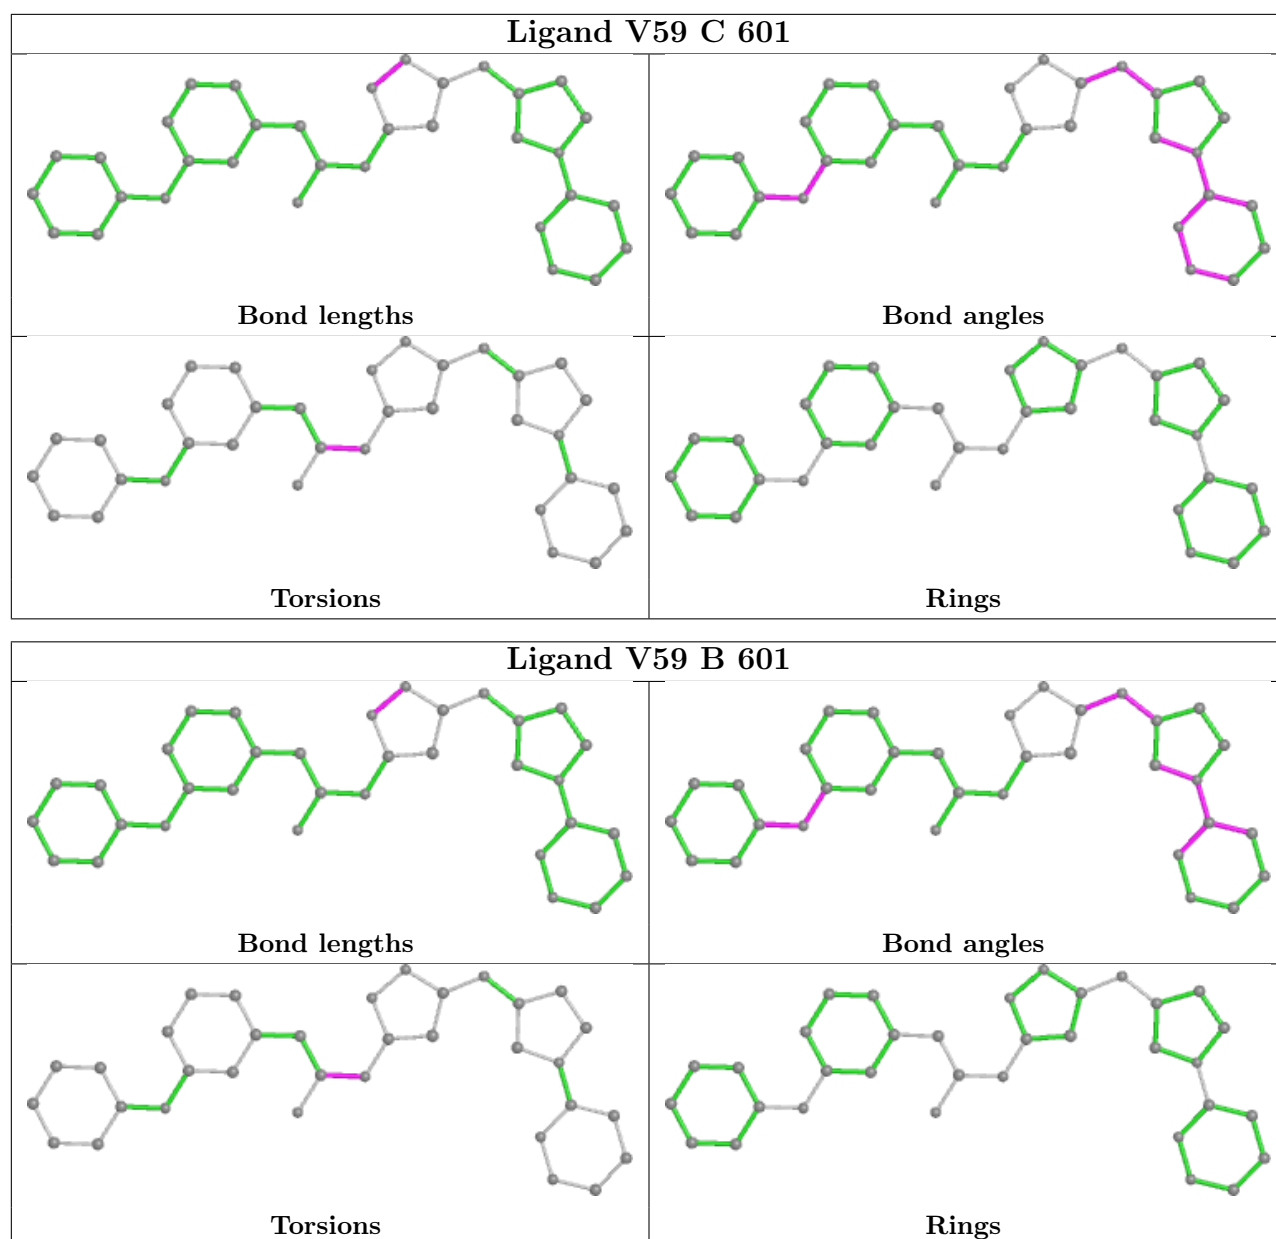 Ligand V59 C 601
Bond lengths
Bond angles
Torsions
Rings
Ligand V59 B 601
Bond lengths
Bond angles
Torsions
Rings